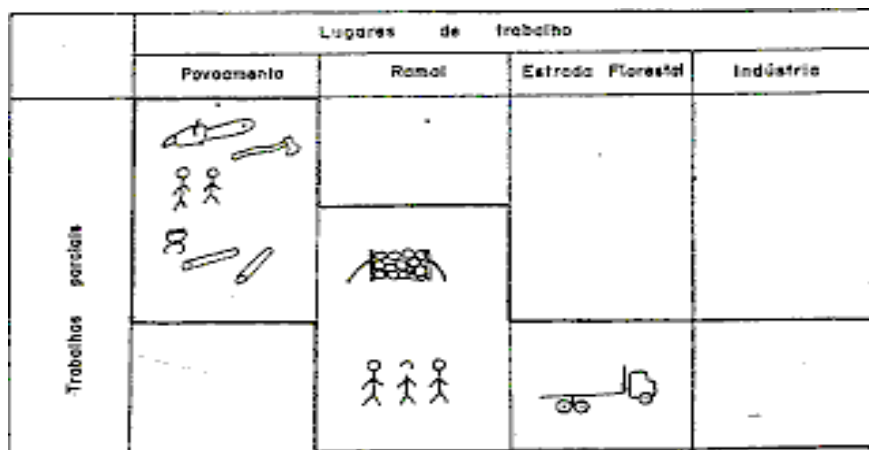 Lugares de trabalho
Povoamento
Ramal
Estrada Florestal
Indústria
Trabalhos parciais